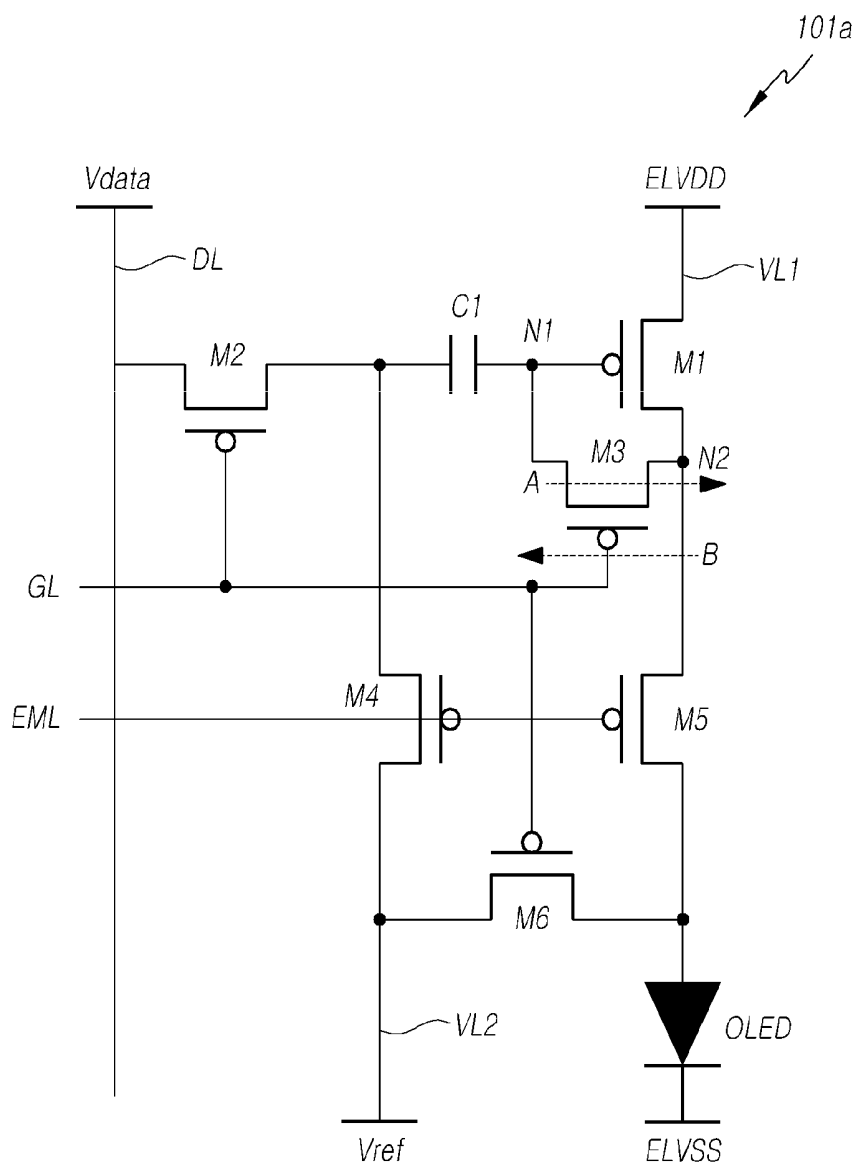 101a
Vdata
ELVDD
DL
VL1
C1
N1
M2
M1
M3
N2
A
B
GL
M4
EML
M5
M6
VL2
OLED
Vref
ELVSS